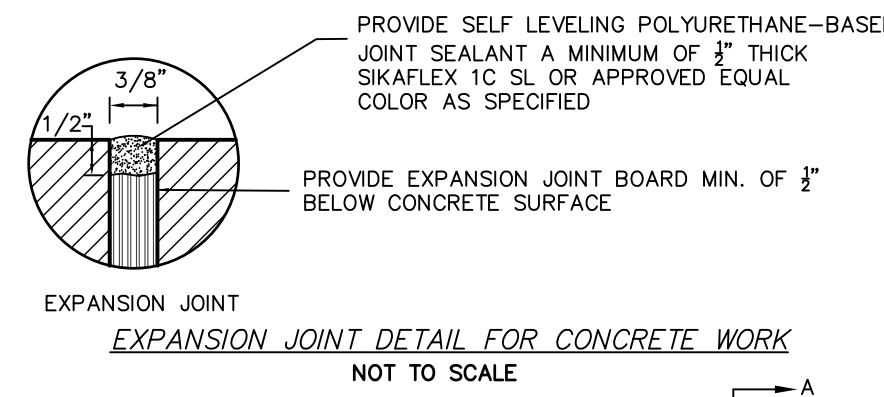 PROVIDE SELF LEVELING POLYURETHANE-BASE
JOINT SEALANT A MINIMUM OF 1/2" THICK
SIKAFLEX 1C SL OR APPROVED EQUAL
COLOR AS SPECIFIED
3/8"
1/2"
PROVIDE EXPANSION JOINT BOARD MIN. OF 1/2"
BELOW CONCRETE SURFACE
EXPANSION JOINT
EXPANSION JOINT DETAIL FOR CONCRETE WORK
NOT TO SCALE
A